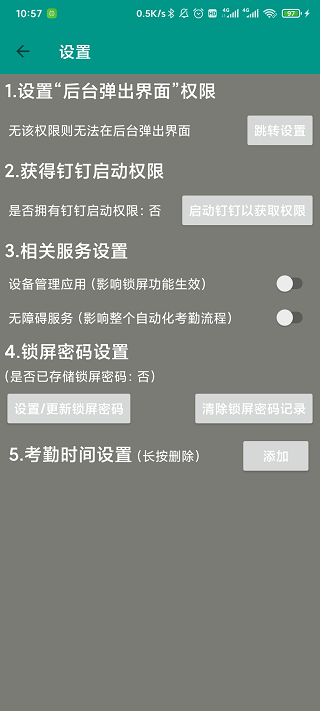 10:57 0.5K/s 4G 4G 97
设置
1.设置“后台弹出界面”权限
无该权限则无法在后台弹出界面 跳转设置
2.获得钉钉启动权限
是否拥有钉钉启动权限: 否 启动钉钉以获取权限
3.相关服务设置
设备管理应用 (影响锁屏功能生效)
无障碍服务 (影响整个自动化考勤流程)
4.锁屏密码设置
(是否已存储锁屏密码: 否)
设置/更新锁屏密码 清除锁屏密码记录
5.考勤时间设置 (长按删除) 添加